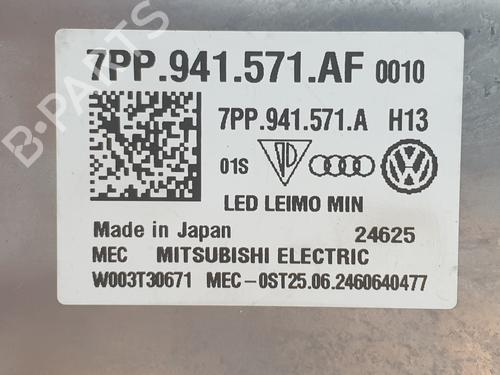 7PP.941.571.AF 0010
7PP.941.571.A H13
01S
LED LEIMO MIN
Made in Japan 24625
MEC MITSUBISHI ELECTRIC
W003T30671 MEC-0ST25.06.2460640477
B-PARTS